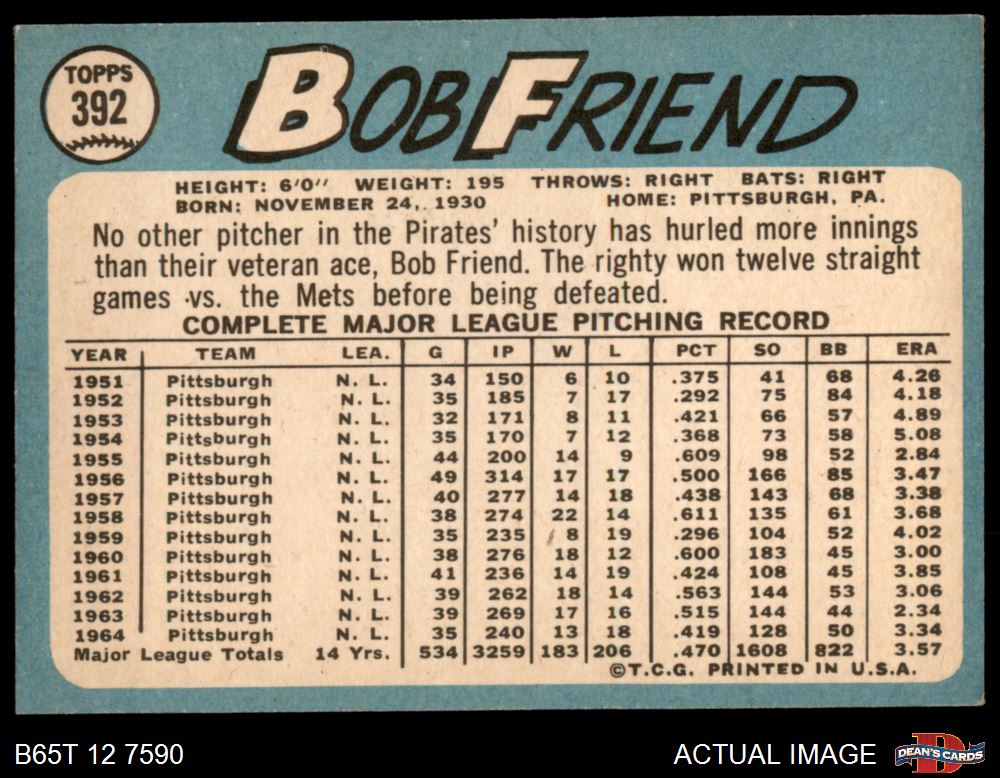 TOPPS
392
BOB FRIEND
HEIGHT: 6'0" WEIGHT: 195 THROWS: RIGHT BATS: RIGHT
BORN: NOVEMBER 24, 1930 HOME: PITTSBURGH, PA.
No other pitcher in the Pirates' history has hurled more innings
than their veteran ace, Bob Friend. The righty won twelve straight
games vs. the Mets before being defeated.
COMPLETE MAJOR LEAGUE PITCHING RECORD
YEAR TEAM LEA. G IP W L PCT SO BB ERA
1951 Pittsburgh N. L. 34 150 6 10 .375 41 68 4.26
1952 Pittsburgh N. L. 35 185 7 17 .292 75 84 4.18
1953 Pittsburgh N. L. 32 171 8 11 .421 66 57 4.89
1954 Pittsburgh N. L. 35 170 7 12 .368 73 58 5.08
1955 Pittsburgh N. L. 44 200 14 9 .609 98 52 2.84
1956 Pittsburgh N. L. 49 314 17 17 .500 166 85 3.47
1957 Pittsburgh N. L. 40 277 14 18 .438 143 68 3.38
1958 Pittsburgh N. L. 38 274 22 14 .611 135 61 3.68
1959 Pittsburgh N. L. 35 235 8 19 .296 104 52 4.02
1960 Pittsburgh N. L. 38 276 18 12 .600 183 45 3.00
1961 Pittsburgh N. L. 41 236 14 19 .424 108 45 3.85
1962 Pittsburgh N. L. 39 262 18 14 .563 144 53 3.06
1963 Pittsburgh N. L. 39 269 17 16 .515 144 44 2.34
1964 Pittsburgh N. L. 35 240 13 18 .419 128 50 3.34
Major League Totals 14 Yrs. 534 3259 183 206 .470 1608 822 3.57
©T.C.G. PRINTED IN U.S.A.
B65T 12 7590 ACTUAL IMAGE DEAN'S CARDS